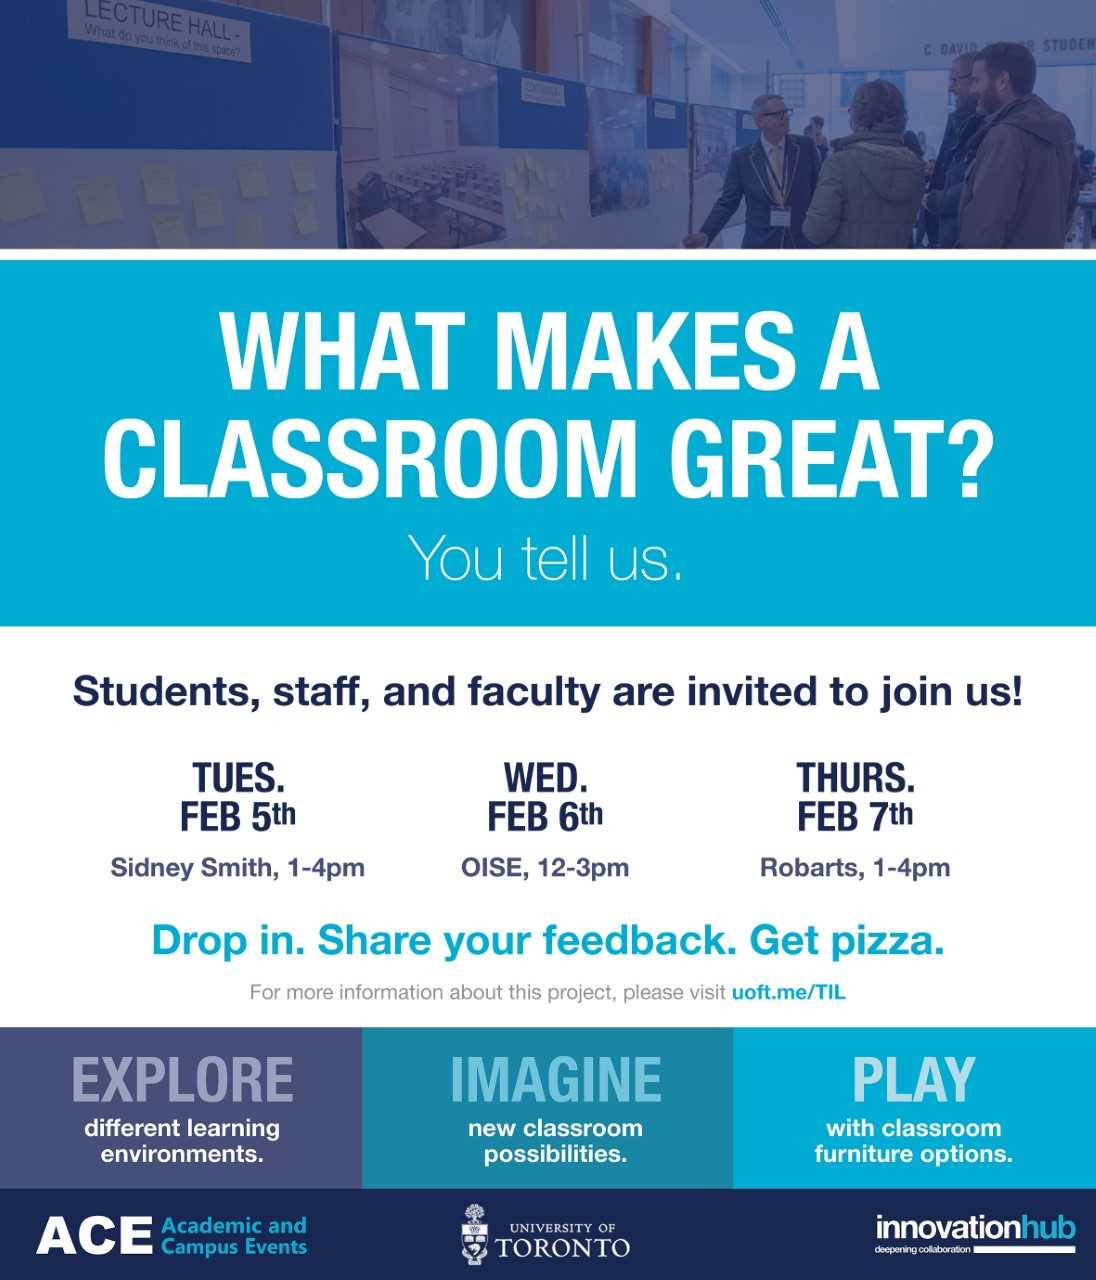 LECTURE HALL -
What do you think of this space?
C. DAVID
STUDEN
WHAT MAKES A
CLASSROOM GREAT?
You tell us.
Students, staff, and faculty are invited to join us!
TUES.
FEB 5th
Sidney Smith, 1-4pm
WED.
FEB 6th
OISE, 12-3pm
THURS.
FEB 7th
Robarts, 1-4pm
Drop in. Share your feedback. Get pizza.
For more information about this project, please visit uoft.me/TIL
EXPLORE
different learning
environments.
IMAGINE
new classroom
possibilities.
PLAY
with classroom
furniture options.
ACE Academic and
Campus Events
UNIVERSITY OF
TORONTO
innovationhub
deepening collaboration